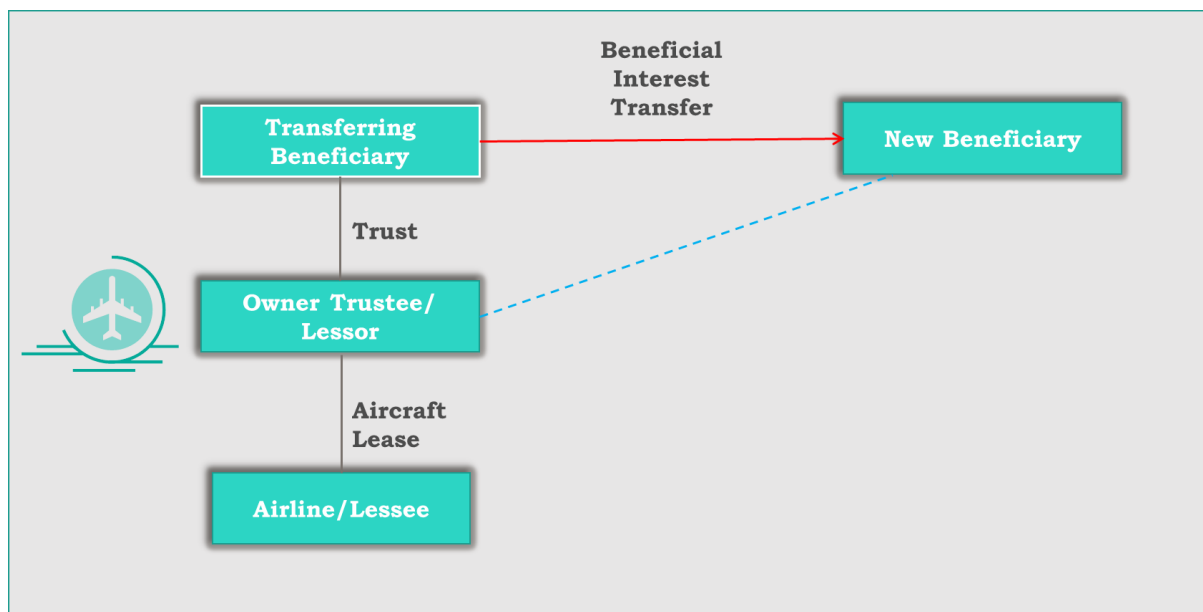 Beneficial
Interest
Transfer
Transferring
Beneficiary
New Beneficiary
Trust
Owner Trustee/
Lessor
Aircraft
Lease
Airline/Lessee